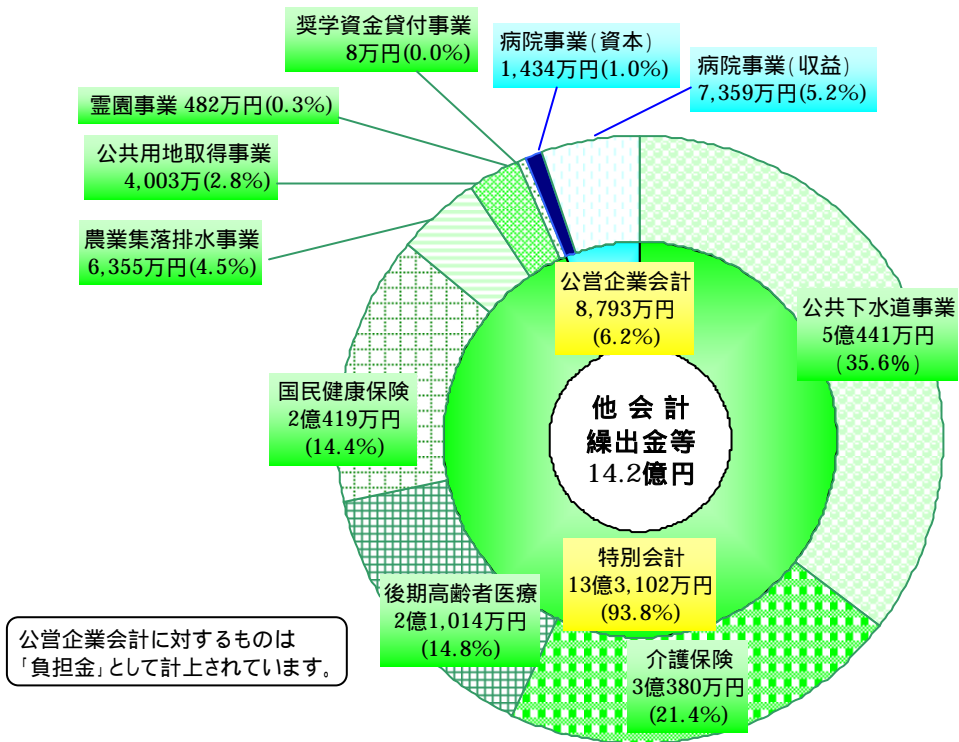 奨学資金貸付事業
8万円(0.0%)
病院事業(資本)
1,434万円(1.0%)
病院事業(収益)
7,359万円(5.2%)
霊園事業 482万円(0.3%)
公共用地取得事業
4,003万(2.8%)
農業集落排水事業
6,355万円(4.5%)
公営企業会計
8,793万円
(6.2%)
公共下水道事業
5億441万円
(35.6%)
国民健康保険
2億419万円
(14.4%)
他会計
繰出金等
14.2億円
特別会計
13億3,102万円
(93.8%)
後期高齢者医療
2億1,014万円
(14.8%)
介護保険
3億380万円
(21.4%)
公営企業会計に対するものは
「負担金」として計上されています。